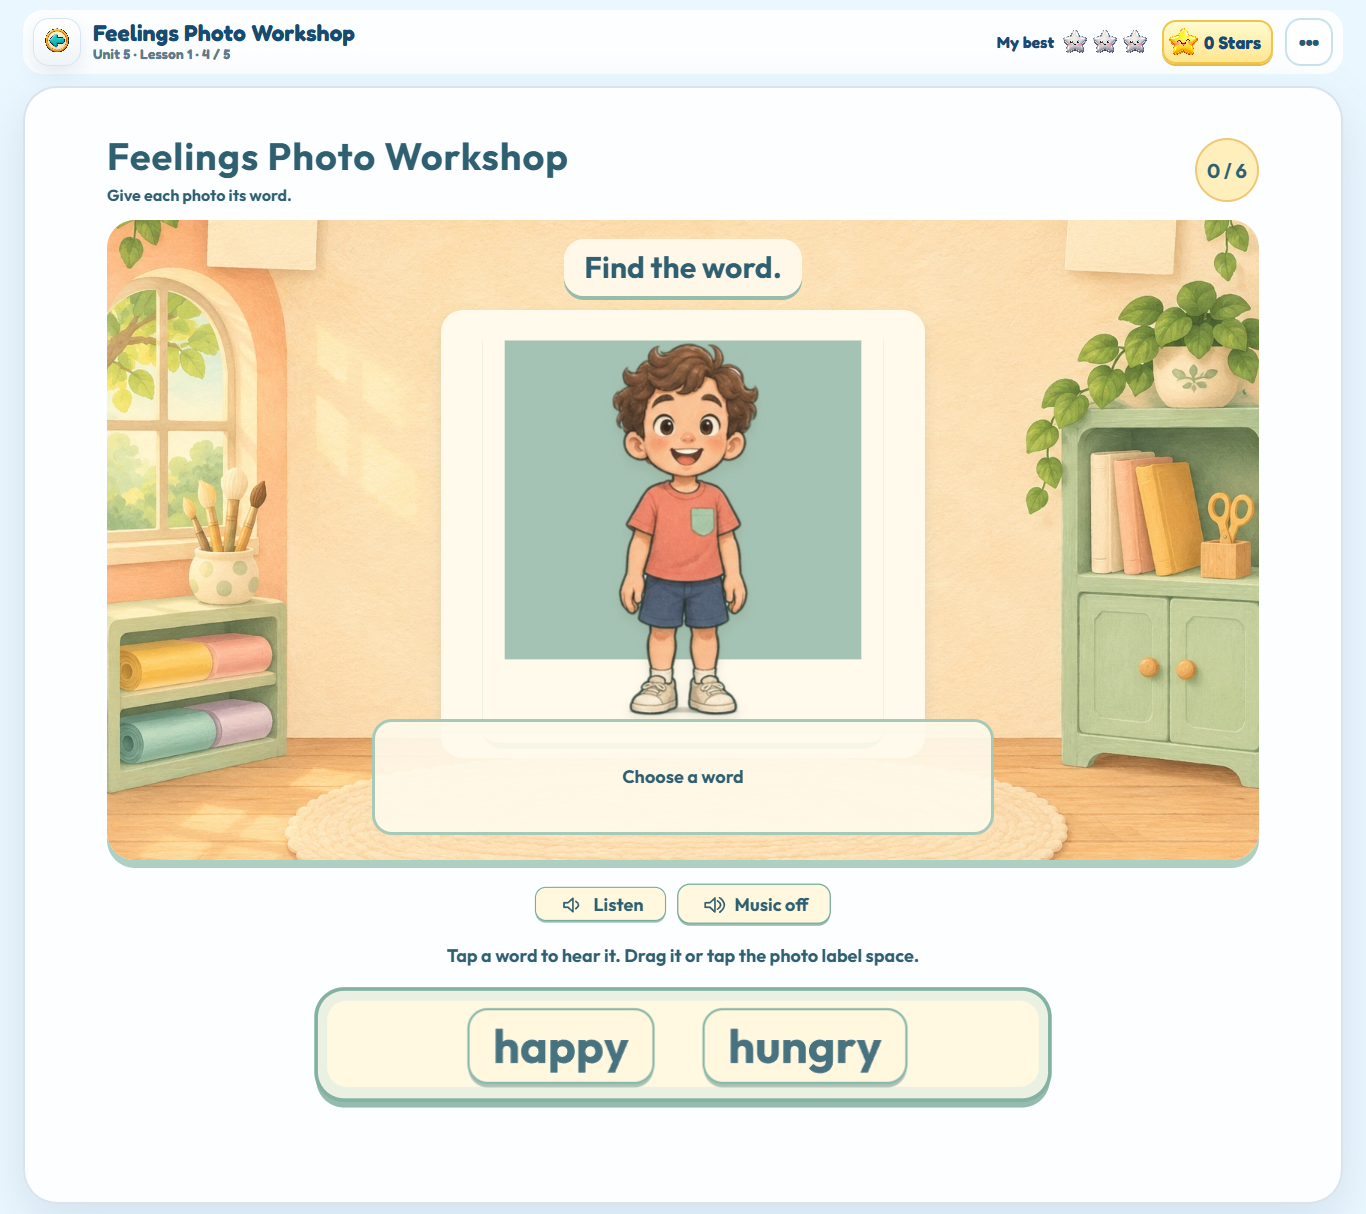 Feelings Photo Workshop
Unit 5 · Lesson 1 · 4 / 5
My best
0 Stars
Feelings Photo Workshop
Give each photo its word.
0 / 6
Find the word.
Choose a word
Listen
Music off
Tap a word to hear it. Drag it or tap the photo label space.
happy
hungry